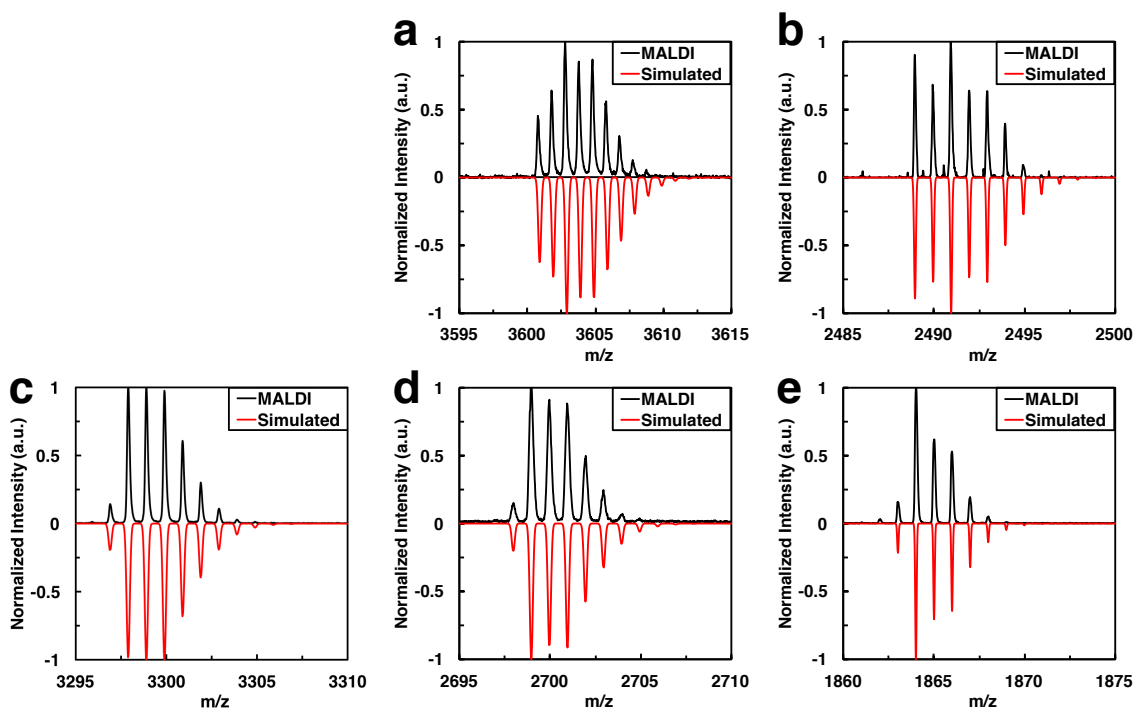 a
MALDI
Simulated
Normalized Intensity (a.u.)
1
0.5
0
-0.5
-1
3595 3600 3605 3610 3615
m/z
b
MALDI
Simulated
Normalized Intensity (a.u.)
1
0.5
0
-0.5
-1
2485 2490 2495 2500
m/z
c
MALDI
Simulated
Normalized Intensity (a.u.)
1
0.5
0
-0.5
-1
3295 3300 3305 3310
m/z
d
MALDI
Simulated
Normalized Intensity (a.u.)
1
0.5
0
-0.5
-1
2695 2700 2705 2710
m/z
e
MALDI
Simulated
Normalized Intensity (a.u.)
1
0.5
0
-0.5
-1
1860 1865 1870 1875
m/z